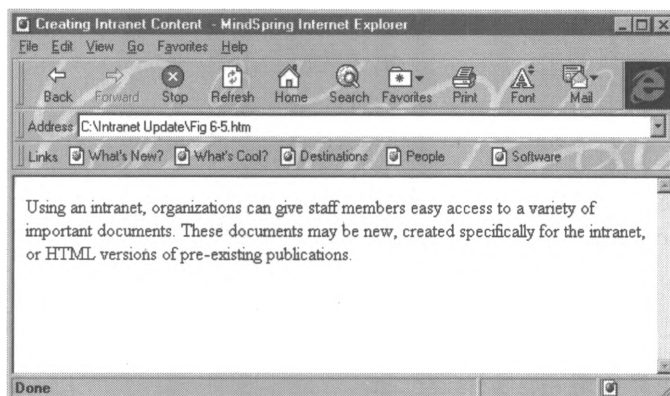 Creating Intranet Content - MindSpring Internet Explorer
File Edit View Go Favorites Help
Back Forward Stop Refresh Home Search Favorites Print Font Mail
Address C:\Intranet Update\Fig 6-5.htm
Links What's New? What's Cool? Destinations People Software
Using an intranet, organizations can give staff members easy access to a variety of
important documents. These documents may be new, created specifically for the intranet,
or HTML versions of pre-existing publications.
Done